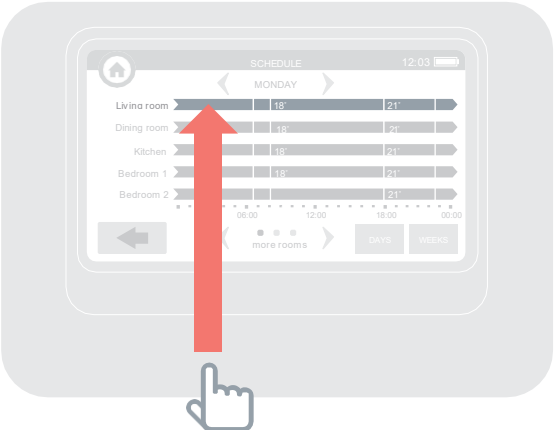 SCHEDULE 12:03
MONDAY
Living room 18° 21°
Dining room 18° 21°
Kitchen 18° 21°
Bedroom 1 18° 21°
Bedroom 2 21°
06:00 12:00 18:00 00:00
more rooms
DAYS WEEKS